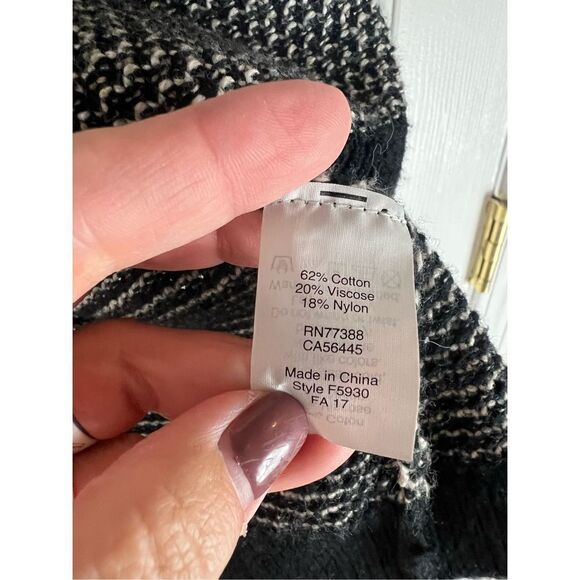 62% Cotton
20% Viscose
18% Nylon
RN77388
CA56445
Made in China
Style F5930
FA 17